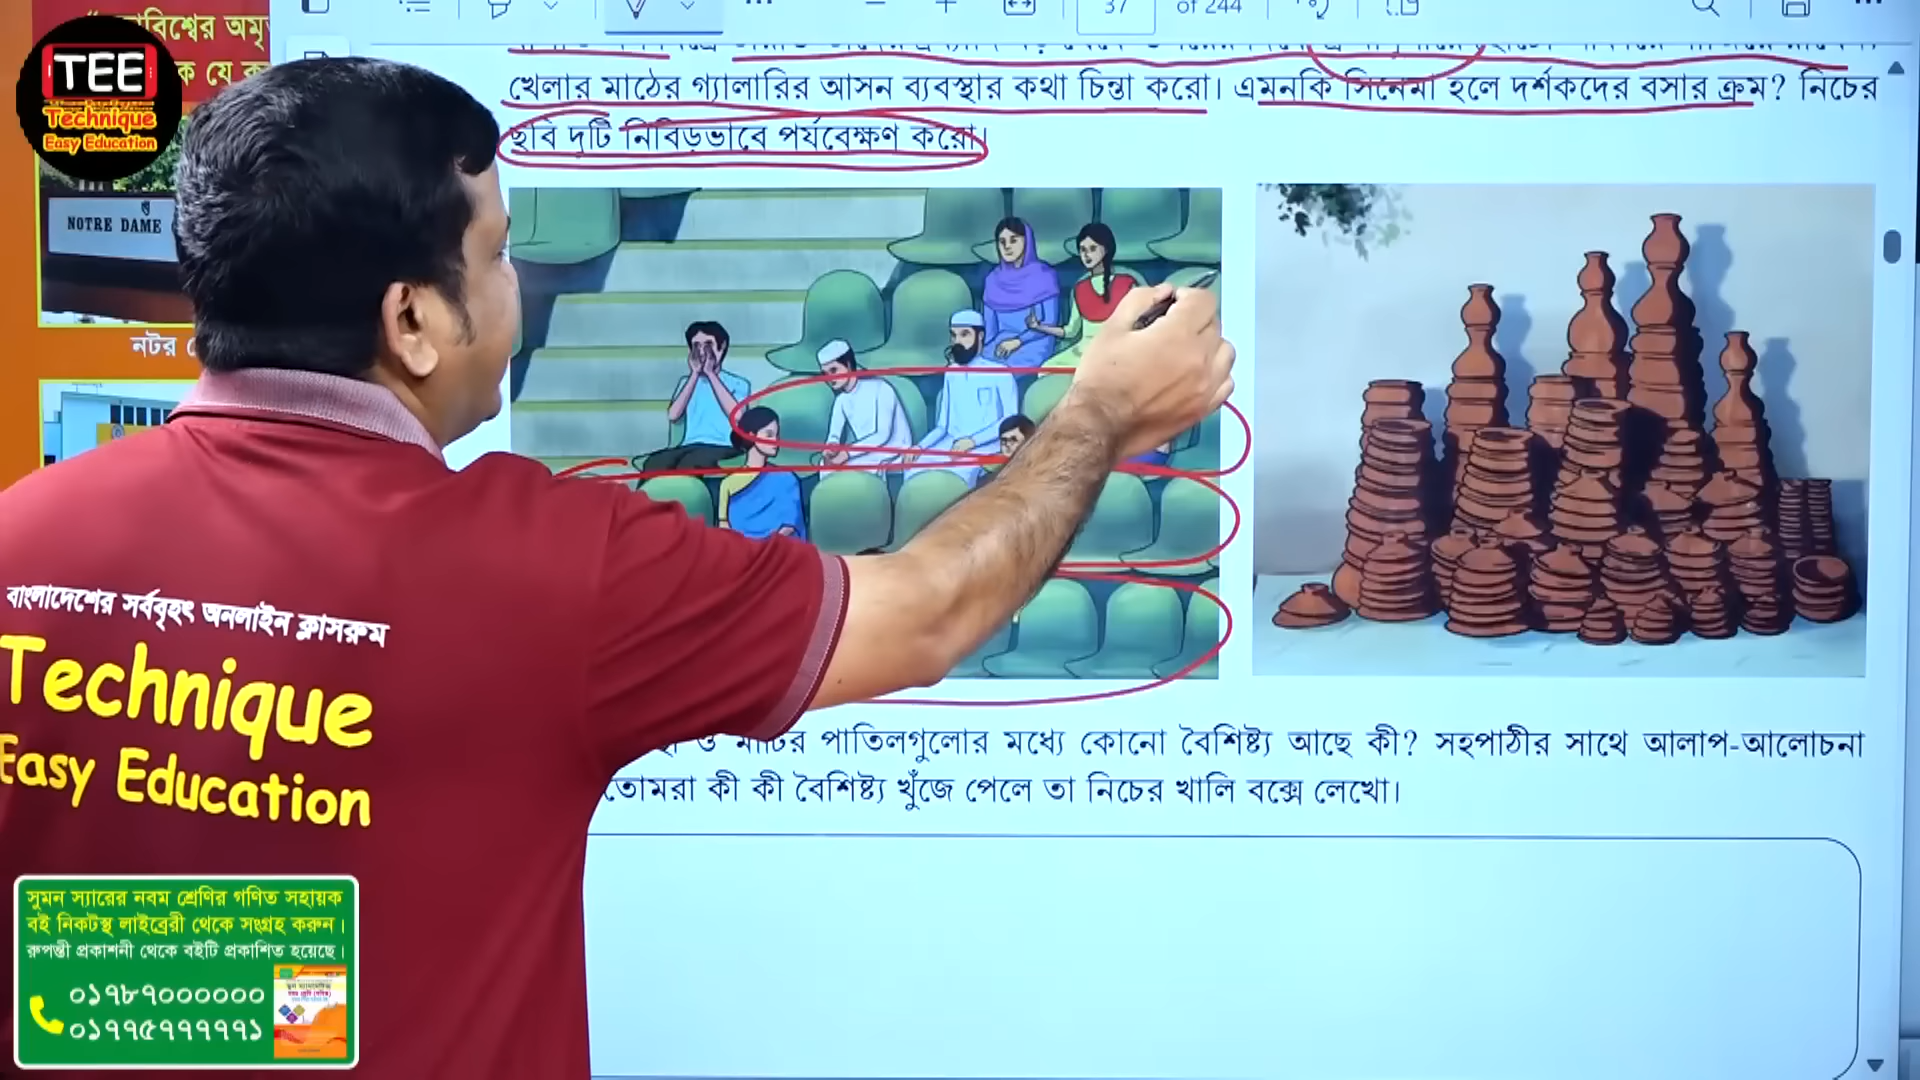 37 of 244
খেলার মাঠের গ্যালারির আসন ব্যবস্থার কথা চিন্তা করো। এমনকি সিনেমা হলে দর্শকদের বসার ক্রম? নিচের
ছবি দুটি নিবিড়ভাবে পর্যবেক্ষণ করো।
ও মাটির পাতিলগুলোর মধ্যে কোনো বৈশিষ্ট্য আছে কী? সহপাঠীর সাথে আলাপ-আলোচনা
তোমরা কী কী বৈশিষ্ট্য খুঁজে পেলে তা নিচের খালি বক্সে লেখো।
TEE
Technique
Easy Education
NOTRE DAME
নটর
বাংলাদেশের সর্ববৃহৎ অনলাইন ক্লাসরুম
Technique
Easy Education
সুমন স্যারের নবম শ্রেণির গণিত সহায়ক
বই নিকটস্থ লাইব্রেরী থেকে সংগ্রহ করুন।
রুপন্তী প্রকাশনী থেকে বইটি প্রকাশিত হয়েছে।
০১৭৮৭০০০০০০
০১৭৭৫৭৭৭৭৭১